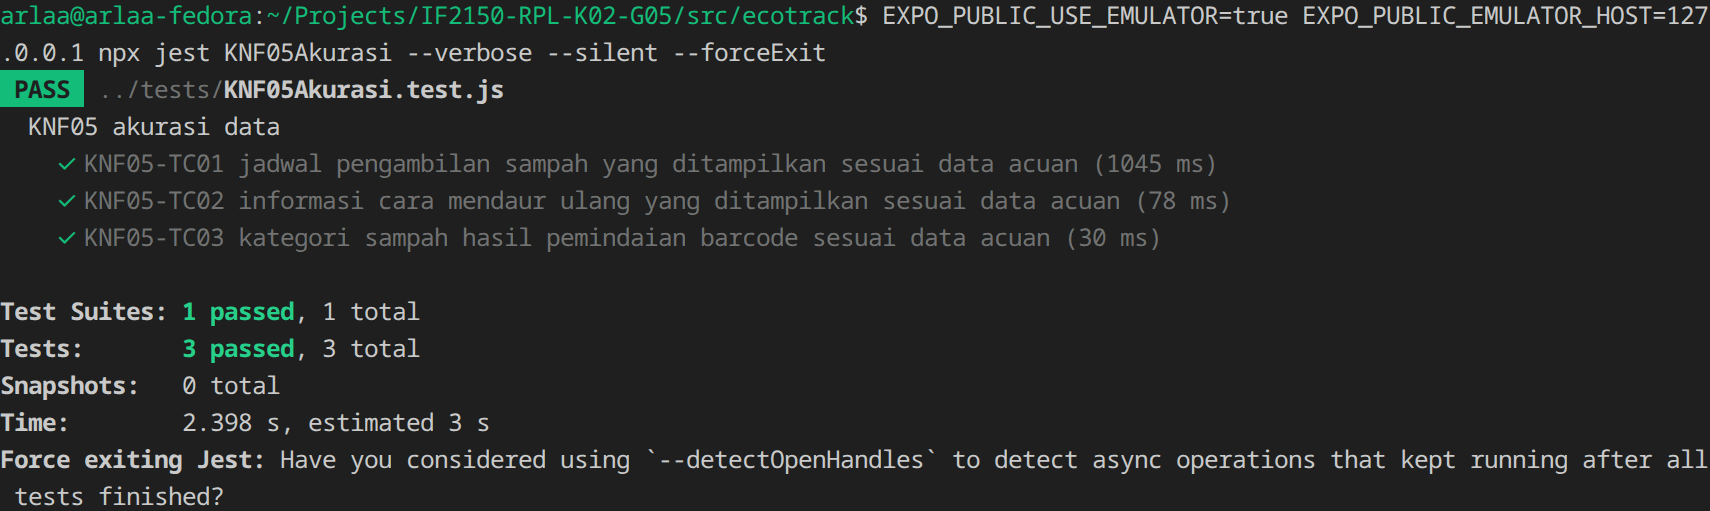 arlaa@arlaa-fedora:~/Projects/IF2150-RPL-K02-G05/src/ecotrack$ EXPO_PUBLIC_USE_EMULATOR=true EXPO_PUBLIC_EMULATOR_HOST=127
.0.0.1 npx jest KNF05Akurasi --verbose --silent --forceExit
PASS ../tests/KNF05Akurasi.test.js
KNF05 akurasi data
✓ KNF05-TC01 jadwal pengambilan sampah yang ditampilkan sesuai data acuan (1045 ms)
✓ KNF05-TC02 informasi cara mendaur ulang yang ditampilkan sesuai data acuan (78 ms)
✓ KNF05-TC03 kategori sampah hasil pemindaian barcode sesuai data acuan (30 ms)
Test Suites: 1 passed, 1 total
Tests: 3 passed, 3 total
Snapshots: 0 total
Time: 2.398 s, estimated 3 s
Force exiting Jest: Have you considered using `--detectOpenHandles` to detect async operations that kept running after all
tests finished?